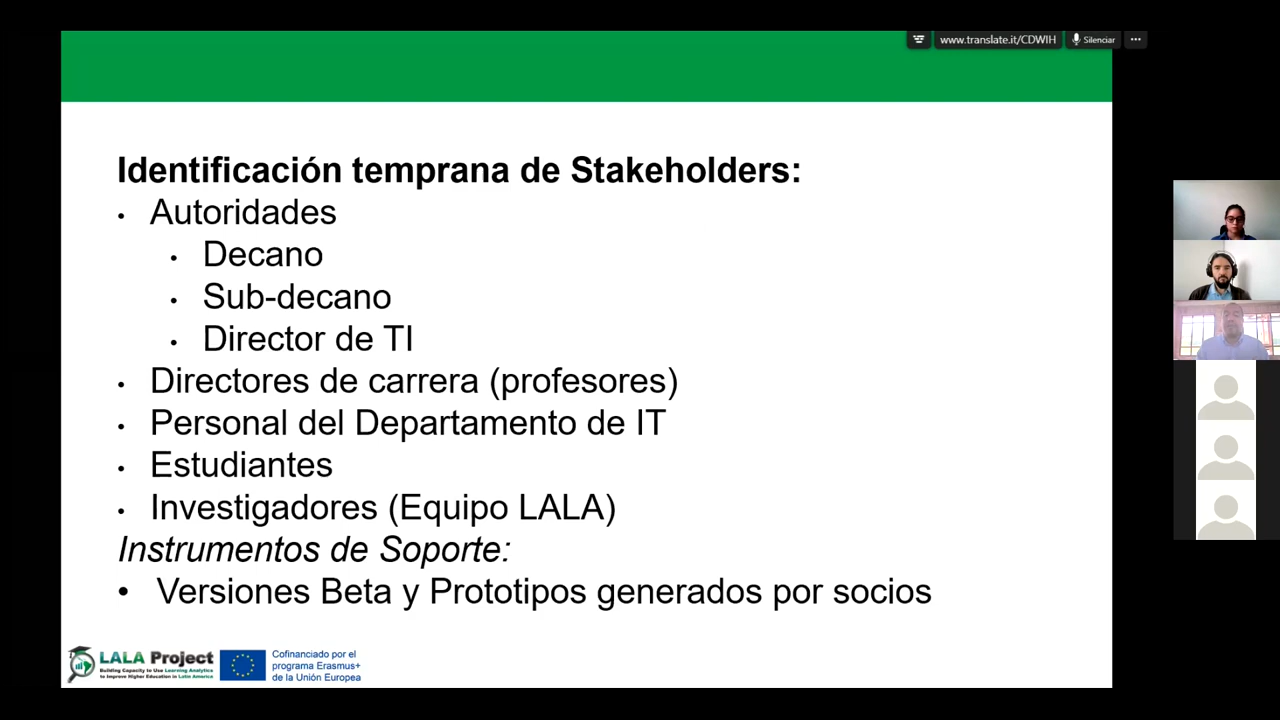 www.translate.it/CDWIH Silenciar
Identificación temprana de Stakeholders:
• Autoridades
• Decano
• Sub-decano
• Director de TI
• Directores de carrera (profesores)
• Personal del Departamento de IT
• Estudiantes
• Investigadores (Equipo LALA)
Instrumentos de Soporte:
• Versiones Beta y Prototipos generados por socios
LALA Project
Building Capacity to Use Learning Analytics
to Improve Higher Education in Latin America
Cofinanciado por el
programa Erasmus+
de la Unión Europea